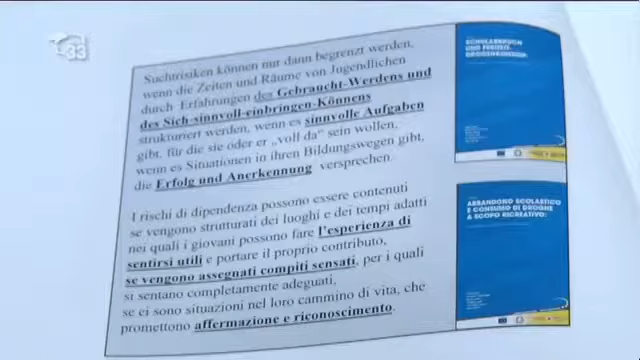 33
Suchtrisiken können nur dann begrenzt werden,
wenn die Zeiten und Räume von Jugendlichen
durch Erfahrungen des Gebraucht-Werdens und
des Sich-sinnvoll-einbringen-Könnens
strukturiert werden, wenn es sinnvolle Aufgaben
gibt, für die sie oder er „voll da“ sein wollen,
wenn es Situationen in ihren Bildungswegen gibt,
die Erfolg und Anerkennung versprechen.
I rischi di dipendenza possono essere contenuti
se vengono strutturati dei luoghi e dei tempi adatti
nei quali i giovani possono fare l'esperienza di
sentirsi utili e portare il proprio contributo,
se vengono assegnati compiti sensati, per i quali
si sentano completamente adeguati,
se ci sono situazioni nel loro cammino di vita, che
promettono affermazione e riconoscimento.
SCHULABBRUCH
UND FREIZEIT-
DROGENKONSUM:
ABBANDONO SCOLASTICO
E CONSUMO DI DROGHE
A SCOPO RICREATIVO: